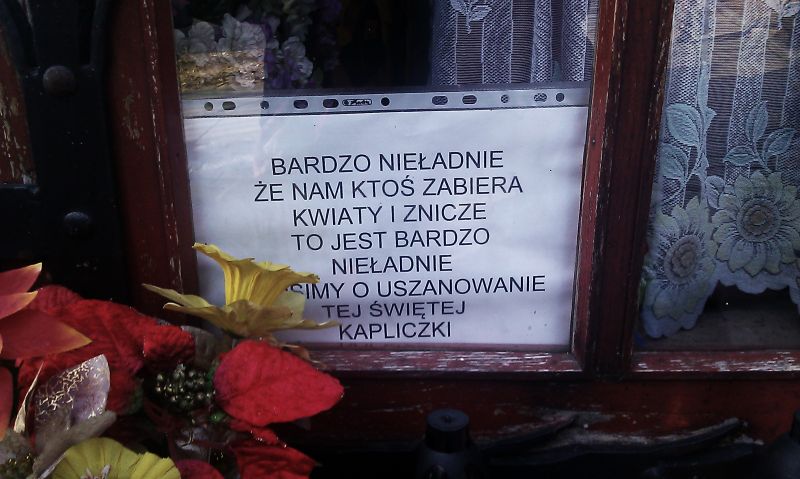 BARDZO NIEŁADNIE
ŻE NAM KTOŚ ZABIERA
KWIATY I ZNICZE
TO JEST BARDZO
NIEŁADNIE
O USZANOWANIE
TEJ ŚWIĘTEJ
KAPLICZKI